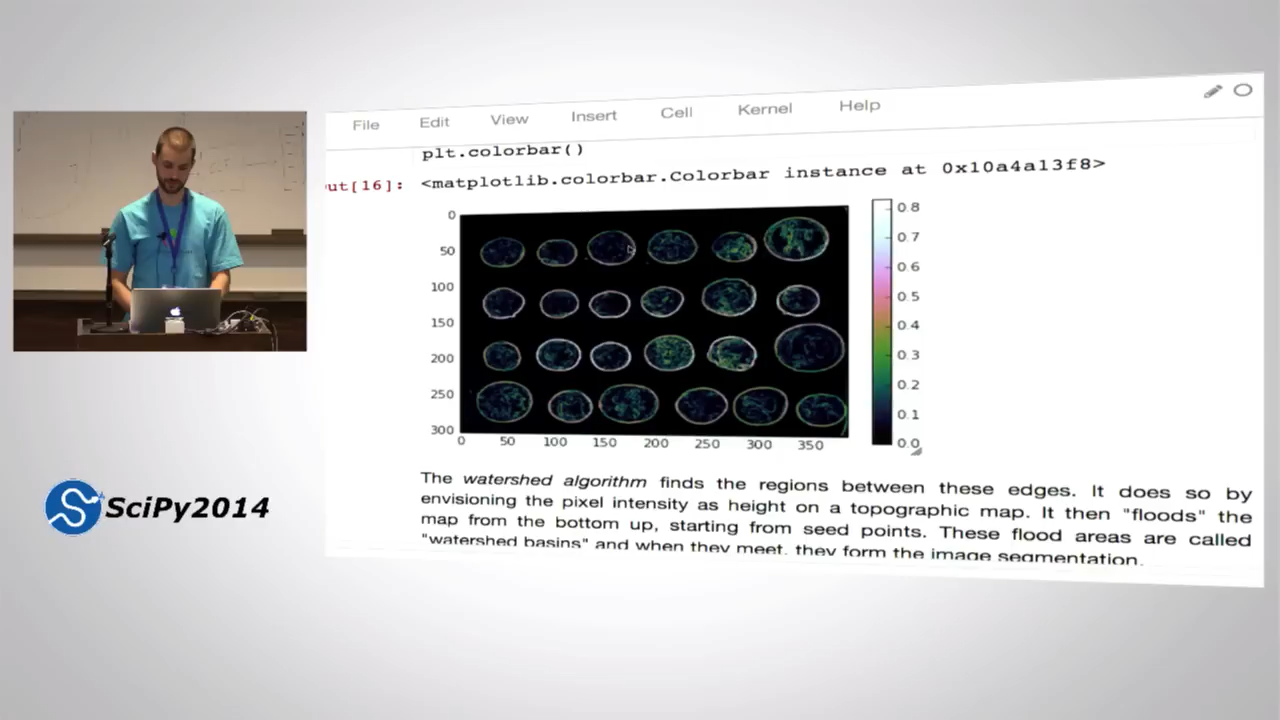 File Edit View Insert Cell Kernel Help
plt.colorbar()
ut[16]: <matplotlib.colorbar.Colorbar instance at 0x10a4a13f8>
0
50
100
150
200
250
300
0 50 100 150 200 250 300 350
0.8
0.7
0.6
0.5
0.4
0.3
0.2
0.1
0.0
The watershed algorithm finds the regions between these edges. It does so by
envisioning the pixel intensity as height on a topographic map. It then "floods" the
map from the bottom up, starting from seed points. These flood areas are called
"watershed basins" and when they meet, they form the image segmentation.
SciPy2014